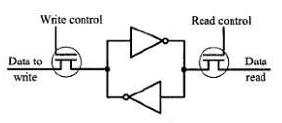 Write control
Read control
Data to
write
Data
read